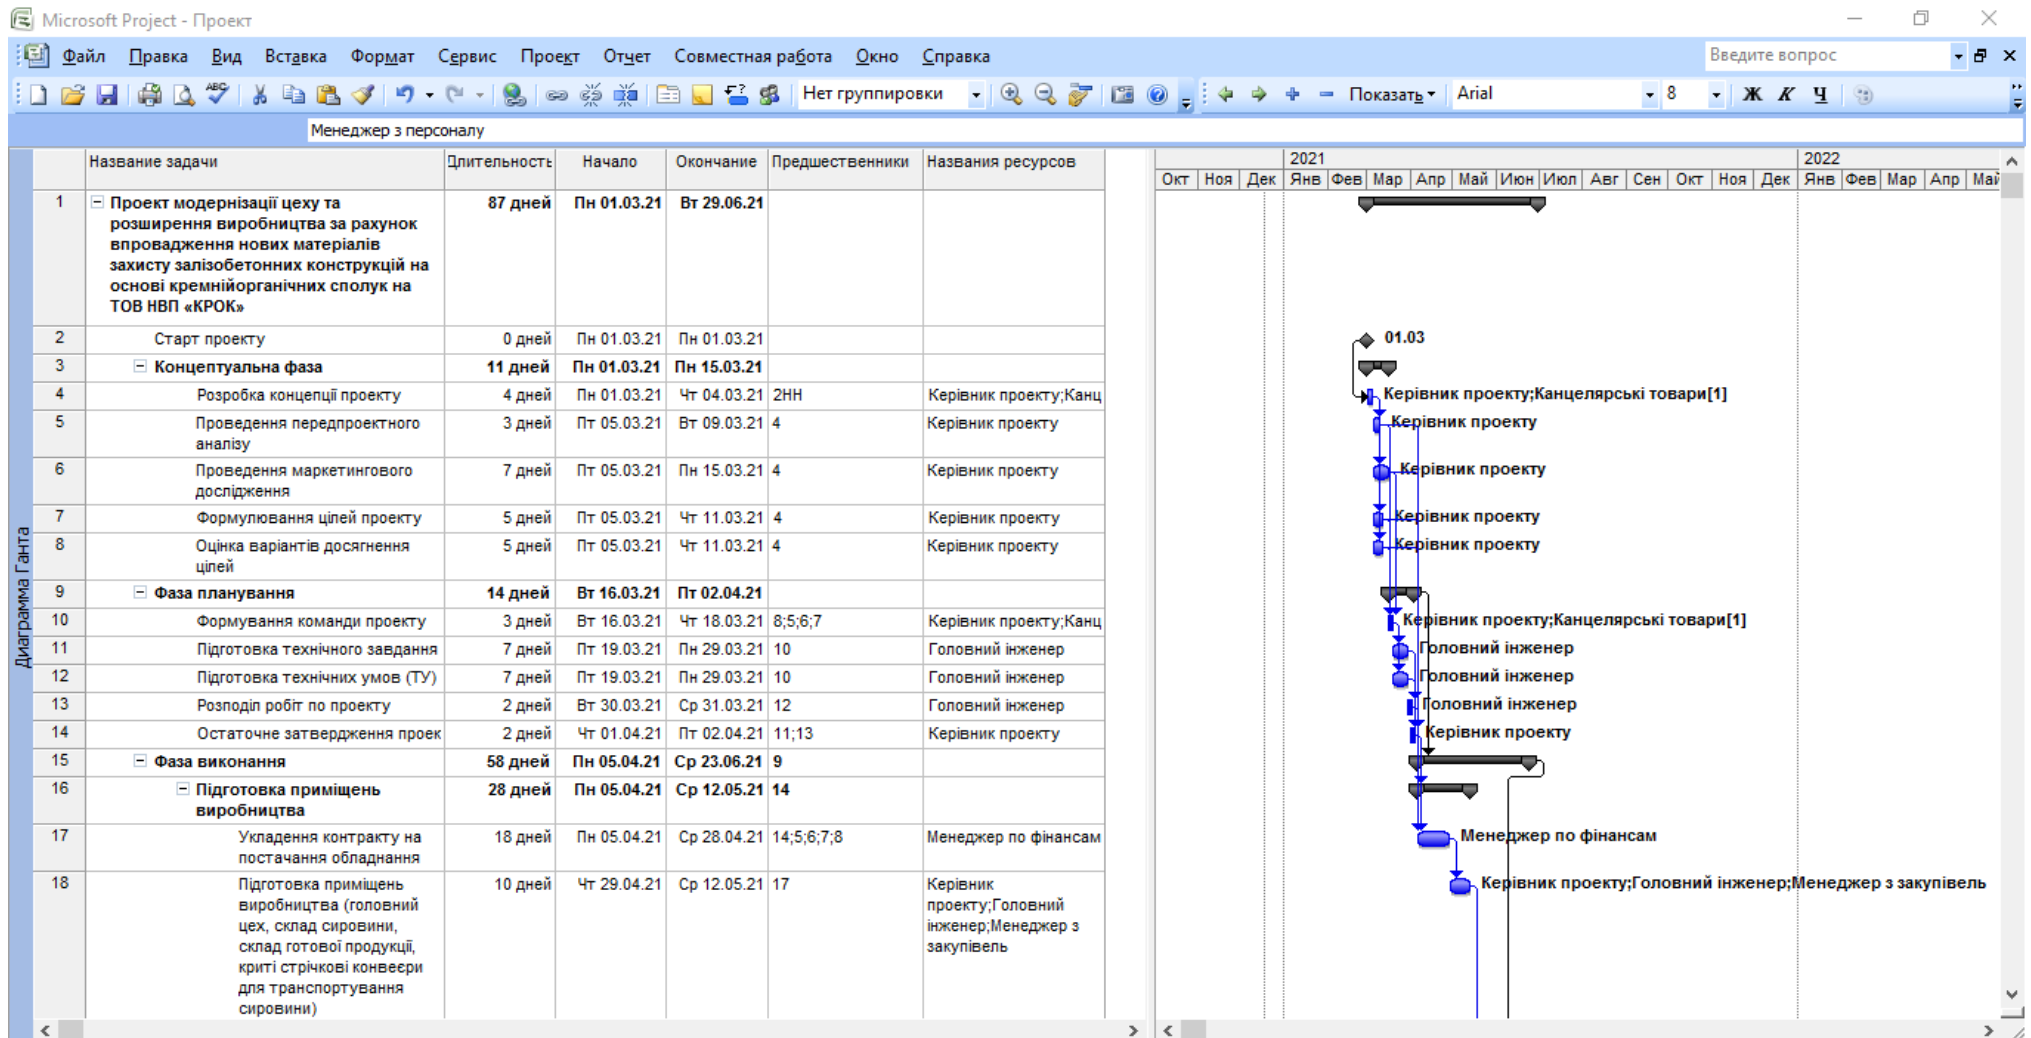 Microsoft Project - Проект
Файл Правка Вид Вставка Формат Сервис Проект Отчет Совместная работа Окно Справка Введите вопрос
Нет группировки Показать Arial 8 Ж К Ч
Менеджер з персоналу
Название задачи Длительность Начало Окончание Предшественники Названия ресурсов
2021 2022
Окт Ноя Дек Янв Фев Мар Апр Май Июн Июл Авг Сен Окт Ноя Дек Янв Фев Мар Апр Май
1 Проект модернізації цеху та 87 дней Пн 01.03.21 Вт 29.06.21
розширення виробництва за рахунок
впровадження нових матеріалів
захисту залізобетонних конструкцій на
основі кремнійорганічних сполук на
ТОВ НВП «КРОК»
2 Старт проекту 0 дней Пн 01.03.21 Пн 01.03.21 01.03
3 Концептуальна фаза 11 дней Пн 01.03.21 Пн 15.03.21
4 Розробка концепції проекту 4 дней Пн 01.03.21 Чт 04.03.21 2НН Керівник проекту;Канц Керівник проекту;Канцелярські товари[1]
5 Проведення передпроектного 3 дней Пт 05.03.21 Вт 09.03.21 4 Керівник проекту Керівник проекту
аналізу
6 Проведення маркетингового 7 дней Пт 05.03.21 Пн 15.03.21 4 Керівник проекту Керівник проекту
дослідження
7 Формулювання цілей проекту 5 дней Пт 05.03.21 Чт 11.03.21 4 Керівник проекту Керівник проекту
8 Оцінка варіантів досягнення 5 дней Пт 05.03.21 Чт 11.03.21 4 Керівник проекту Керівник проекту
цілей
9 Фаза планування 14 дней Вт 16.03.21 Пт 02.04.21
10 Формування команди проекту 3 дней Вт 16.03.21 Чт 18.03.21 8;5;6;7 Керівник проекту;Канц Керівник проекту;Канцелярські товари[1]
11 Підготовка технічного завдання 7 дней Пт 19.03.21 Пн 29.03.21 10 Головний інженер Головний інженер
12 Підготовка технічних умов (ТУ) 7 дней Пт 19.03.21 Пн 29.03.21 10 Головний інженер Головний інженер
13 Розподіл робіт по проекту 2 дней Вт 30.03.21 Ср 31.03.21 12 Головний інженер Головний інженер
14 Остаточне затвердження проек 2 дней Чт 01.04.21 Пт 02.04.21 11;13 Керівник проекту Керівник проекту
15 Фаза виконання 58 дней Пн 05.04.21 Ср 23.06.21 9
16 Підготовка приміщень 28 дней Пн 05.04.21 Ср 12.05.21 14
виробництва
17 Укладення контракту на 18 дней Пн 05.04.21 Ср 28.04.21 14;5;6;7;8 Менеджер по фінансам Менеджер по фінансам
постачання обладнання
18 Підготовка приміщень 10 дней Чт 29.04.21 Ср 12.05.21 17 Керівник Керівник проекту;Головний інженер;Менеджер з закупівель
виробництва (головний проекту;Головний
цех, склад сировини, інженер;Менеджер з
склад готової продукції, закупівель
криті стрічкові конвеєри
для транспортування
сировини)
Диаграмма Ганта